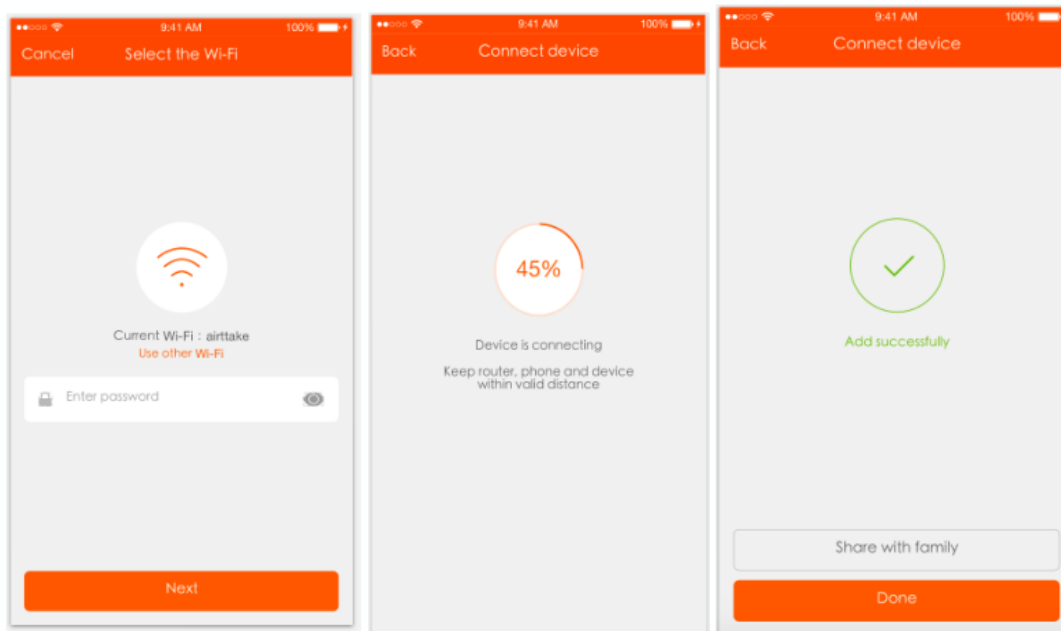 9:41 AM 100%
Cancel Select the Wi-Fi
Current Wi-Fi : airttake
Use other Wi-Fi
Enter password
Next
9:41 AM 100%
Back Connect device
45%
Device is connecting
Keep router, phone and device
within valid distance
9:41 AM 100%
Back Connect device
Add successfully
Share with family
Done